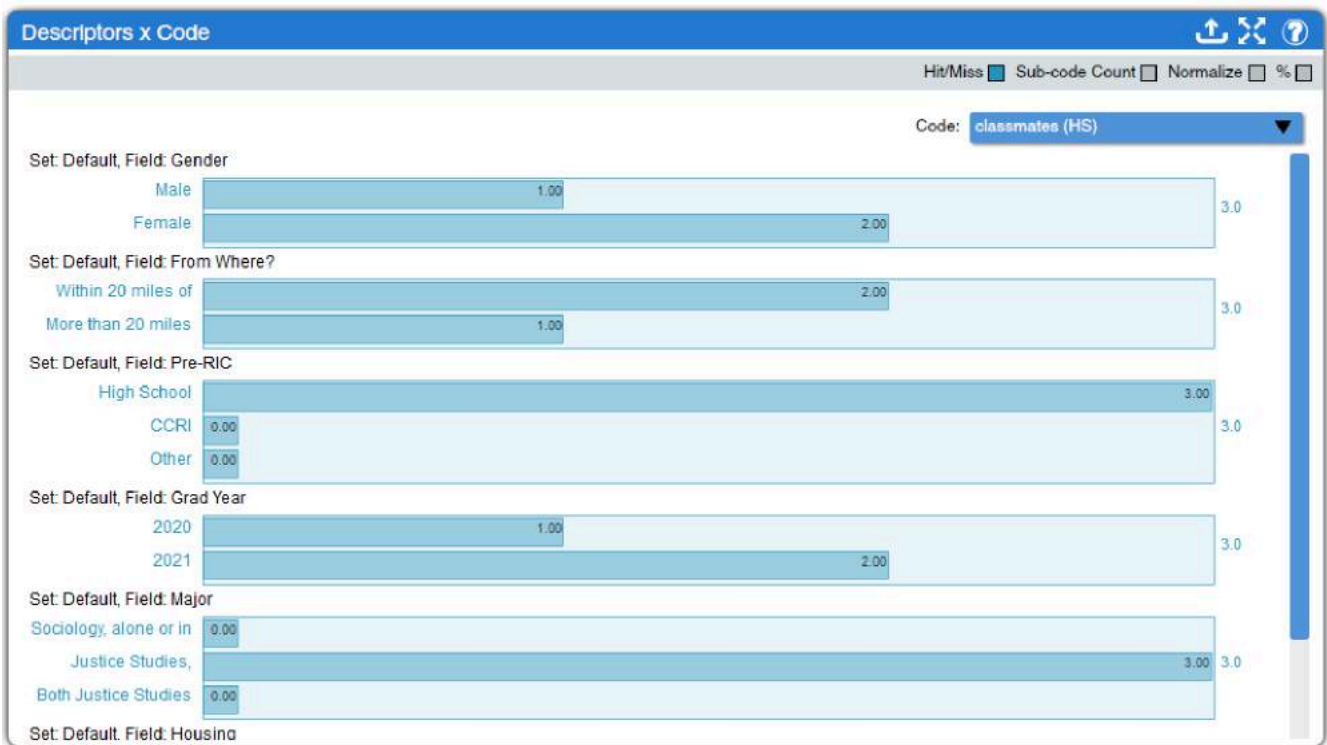 Descriptors x Code
Hit/Miss Sub-code Count Normalize %
Code: classmates (HS)
Set: Default, Field: Gender
Male 1.00
3.0
Female 2.00
Set: Default, Field: From Where?
Within 20 miles of 2.00
3.0
More than 20 miles 1.00
Set: Default, Field: Pre-RIC
High School 3.00
CCRI 0.00 3.0
Other 0.00
Set: Default, Field: Grad Year
2020 1.00
3.0
2021 2.00
Set: Default, Field: Major
Sociology, alone or in 0.00
Justice Studies, 3.00 3.0
Both Justice Studies 0.00
Set: Default, Field: Housing